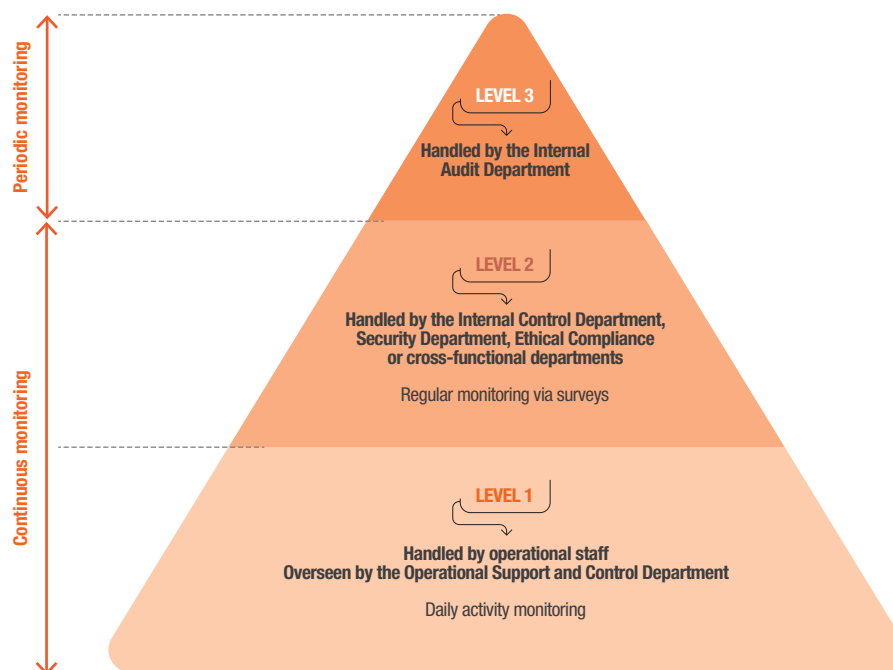 Periodic monitoring
LEVEL 3
Handled by the Internal
Audit Department
Continuous monitoring
LEVEL 2
Handled by the Internal Control Department,
Security Department, Ethical Compliance
or cross-functional departments
Regular monitoring via surveys
LEVEL 1
Handled by operational staff
Overseen by the Operational Support and Control Department
Daily activity monitoring